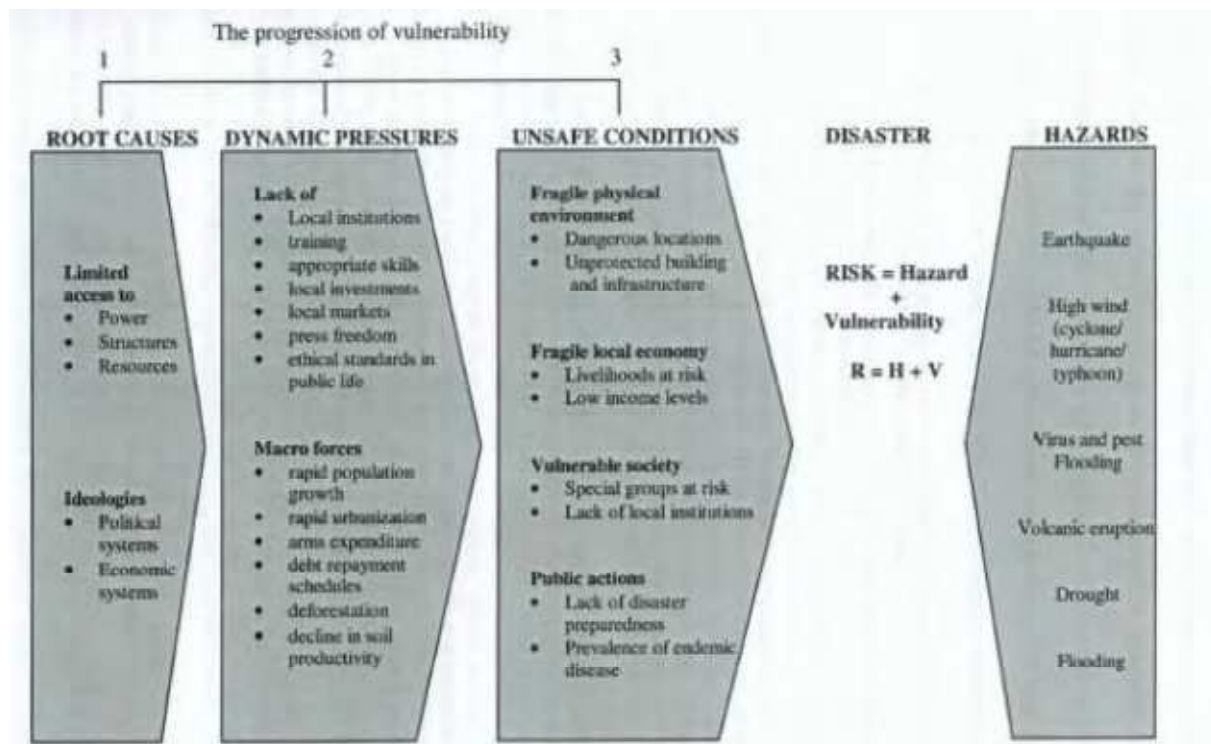 The progression of vulnerability
1
2
3
ROOT CAUSES
Limited
access to
• Power
• Structures
• Resources
Ideologies
• Political
systems
• Economic
systems
DYNAMIC PRESSURES
Lack of
• Local institutions
• training
• appropriate skills
• local investments
• local markets
• press freedom
• ethical standards in
public life
Macro forces
• rapid population
growth
• rapid urbanization
• arms expenditure
• debt repayment
schedules
• deforestation
• decline in soil
productivity
UNSAFE CONDITIONS
Fragile physical
environment
• Dangerous locations
• Unprotected building
and infrastructure
Fragile local economy
• Livelihoods at risk
• Low income levels
Vulnerable society
• Special groups at risk
• Lack of local institutions
Public actions
• Lack of disaster
preparedness
• Prevalence of endemic
disease
DISASTER
RISK = Hazard
+
Vulnerability
R = H + V
HAZARDS
Earthquake
High wind
(cyclone/
hurricane/
typhoon)
Virus and pest
Flooding
Volcanic eruption
Drought
Flooding